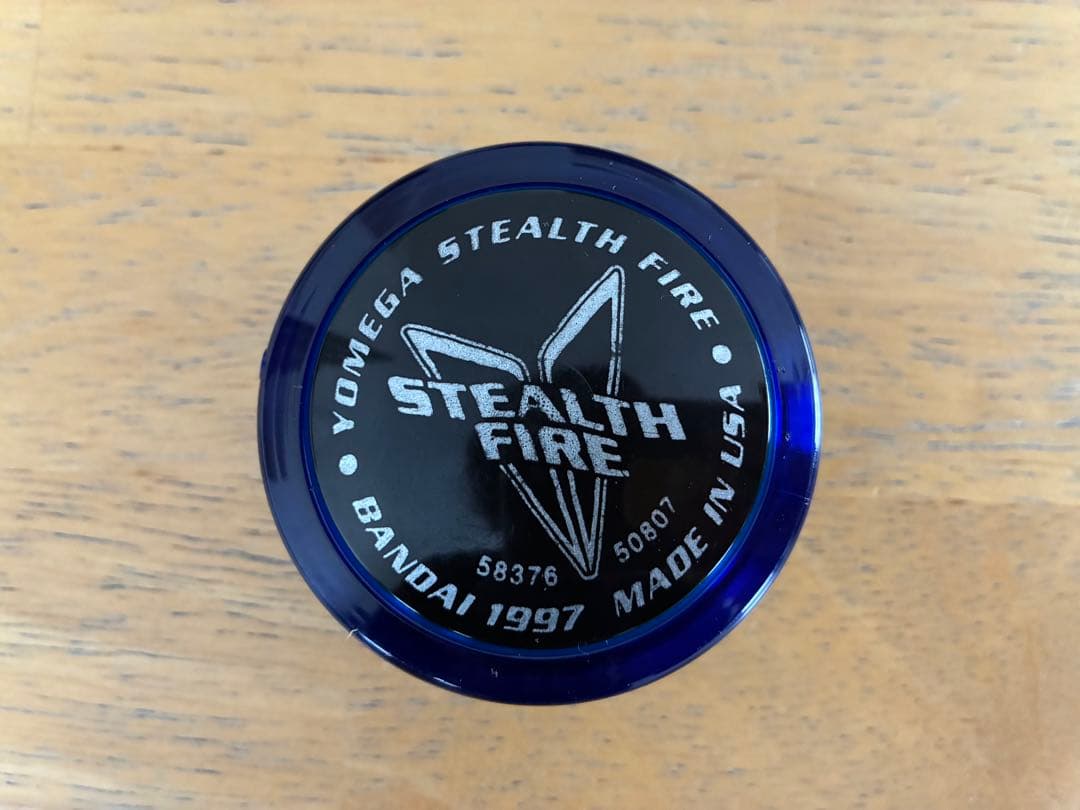 ● YOMEGA STEALTH FIRE ●
STEALTH
FIRE
58376 50807
BANDAI 1997 MADE IN USA